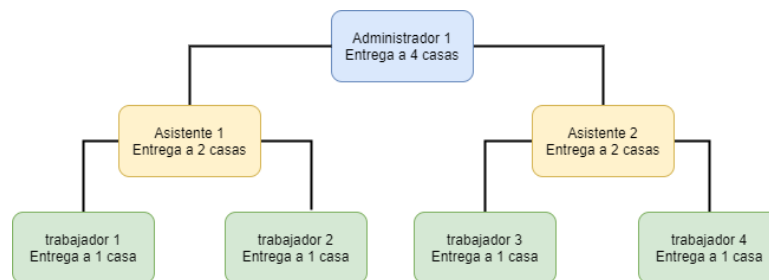 Administrador 1
Entrega a 4 casas
Asistente 1
Entrega a 2 casas
Asistente 2
Entrega a 2 casas
trabajador 1
Entrega a 1 casa
trabajador 2
Entrega a 1 casa
trabajador 3
Entrega a 1 casa
trabajador 4
Entrega a 1 casa